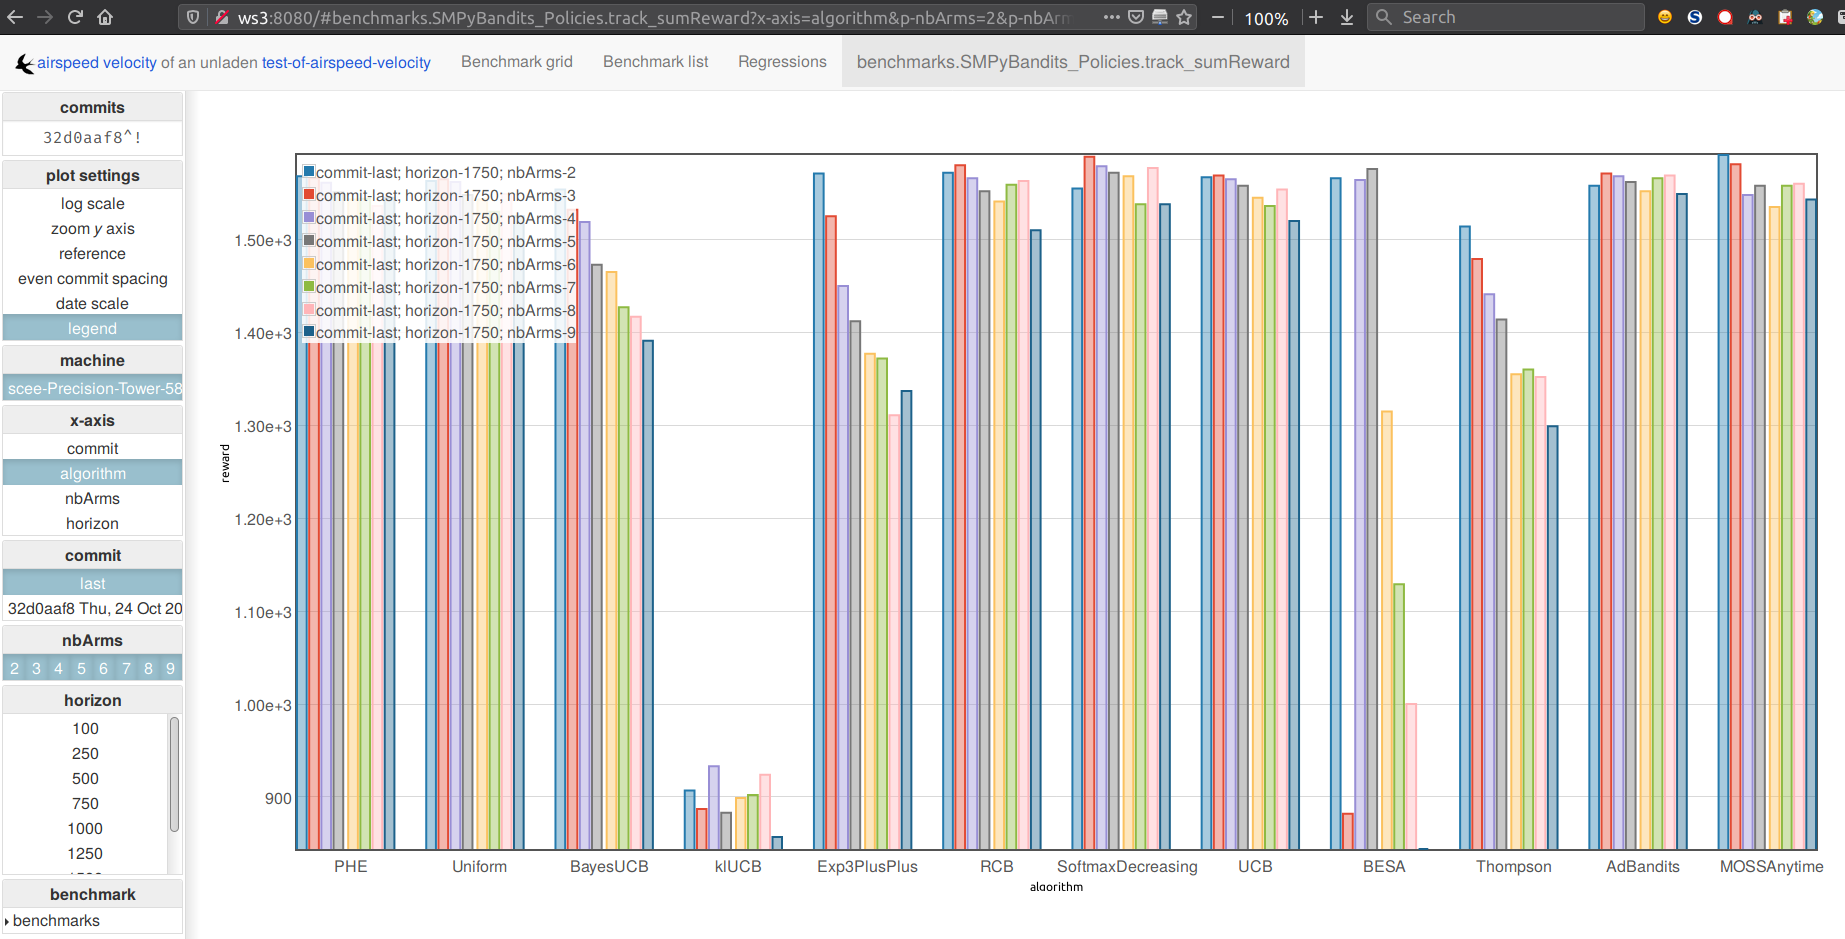 ws3:8080/#benchmarks.SMPyBandits_Policies.track_sumReward?x-axis=algorithm&p-nbArms=2&p-nbArm
100%
Search
airspeed velocity of an unladen test-of-airspeed-velocity
Benchmark grid
Benchmark list
Regressions
benchmarks.SMPyBandits_Policies.track_sumReward
commits
32d0aaf8^!
plot settings
log scale
zoom y axis
reference
even commit spacing
date scale
legend
machine
scee-Precision-Tower-58
x-axis
commit
algorithm
nbArms
horizon
commit
last
32d0aaf8 Thu, 24 Oct 20
nbArms
2 3 4 5 6 7 8 9
horizon
100
250
500
750
1000
1250
benchmark
benchmarks
commit-last; horizon-1750; nbArms-2
commit-last; horizon-1750; nbArms-3
commit-last; horizon-1750; nbArms-4
commit-last; horizon-1750; nbArms-5
commit-last; horizon-1750; nbArms-6
commit-last; horizon-1750; nbArms-7
commit-last; horizon-1750; nbArms-8
commit-last; horizon-1750; nbArms-9
1.50e+3
1.40e+3
1.30e+3
1.20e+3
1.10e+3
1.00e+3
900
reward
PHE
Uniform
BayesUCB
klUCB
Exp3PlusPlus
RCB
SoftmaxDecreasing
UCB
BESA
Thompson
AdBandits
MOSSAnytime
algorithm